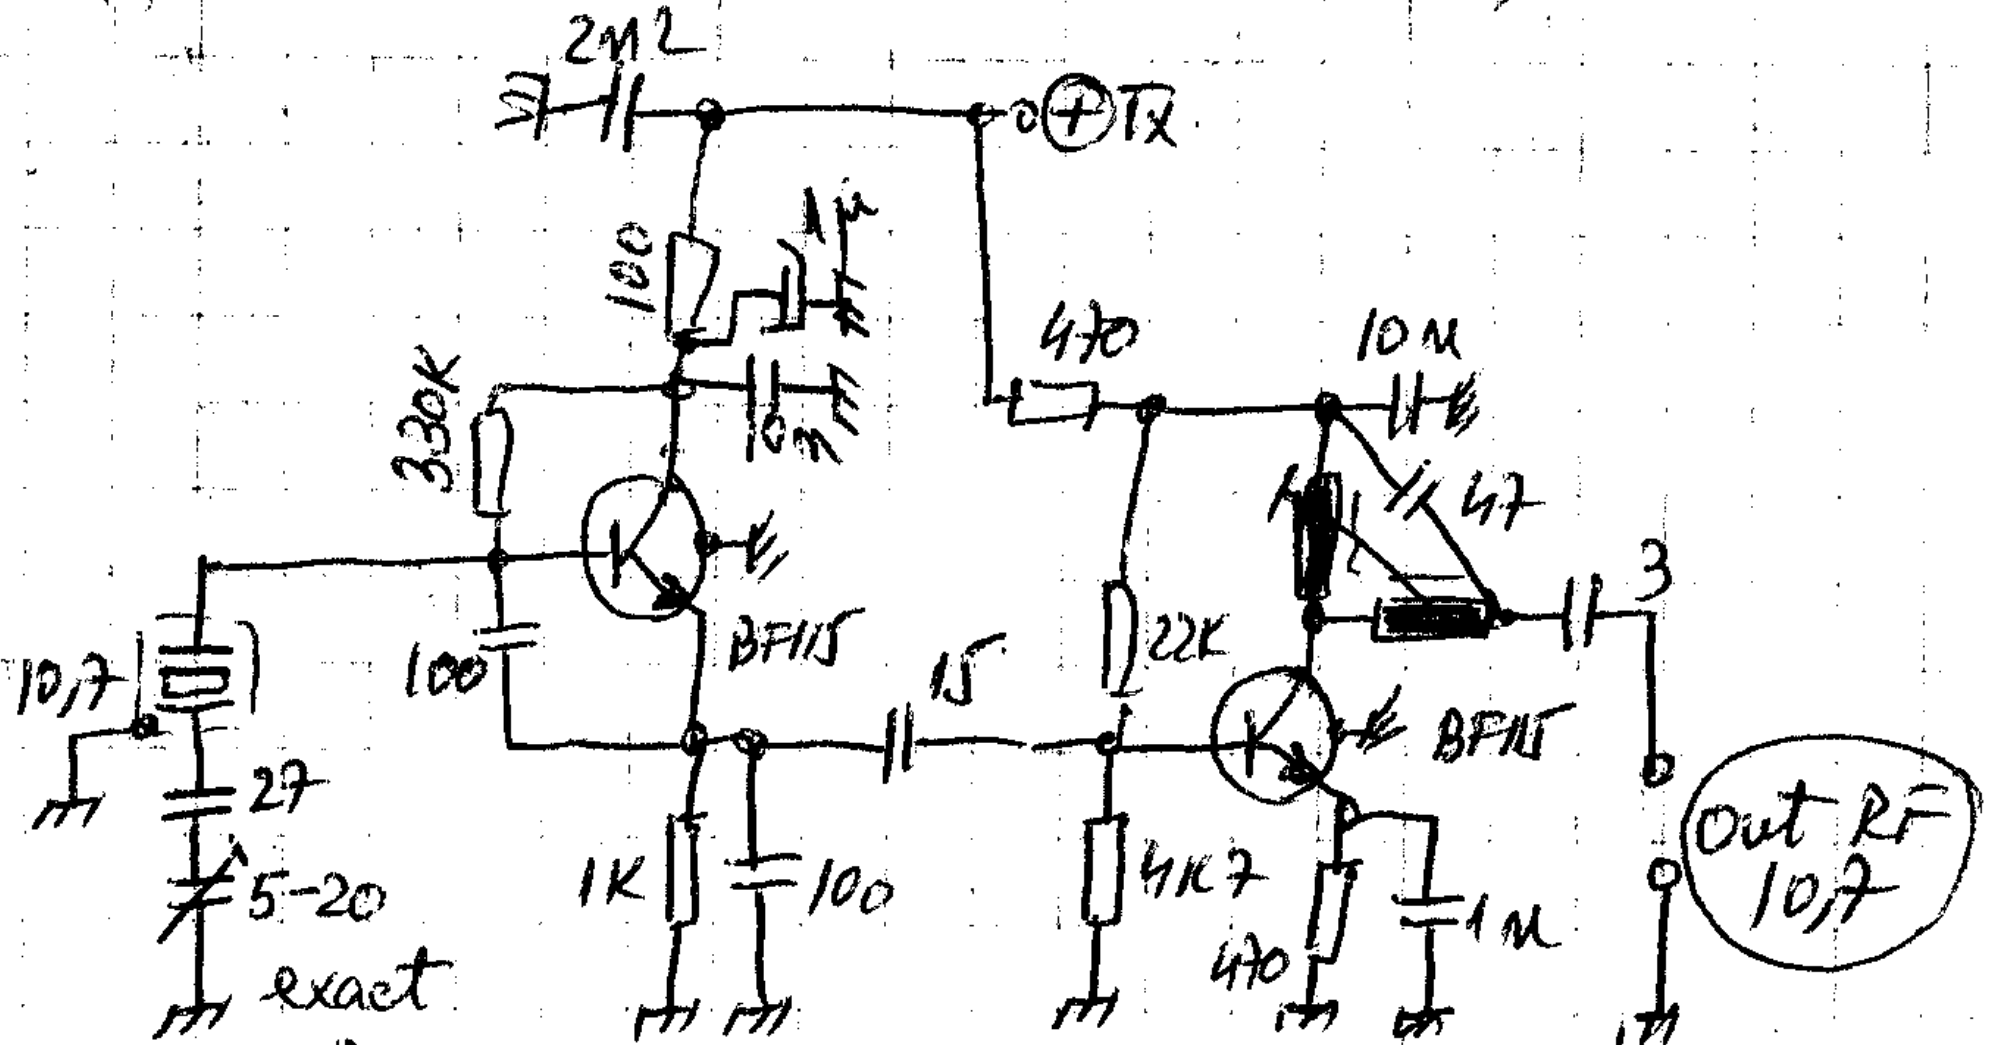 2n2
+ Tx
100
1µ
330K
10n
470
10n
47
3
10,7
100
BF115
15
22K
BF115
27
5-20
exact
1K
100
4K7
470
1n
Out RF
10,7